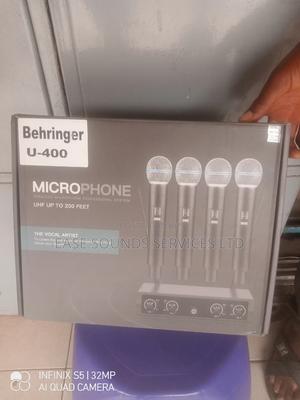 Behringer
U-400
MICROPHONE
UHF UP TO 200 FEET
THE VOCAL ARTIST
EASE SOUNDS SERVICES LTD
INFINIX S5 | 32MP
AI QUAD CAMERA